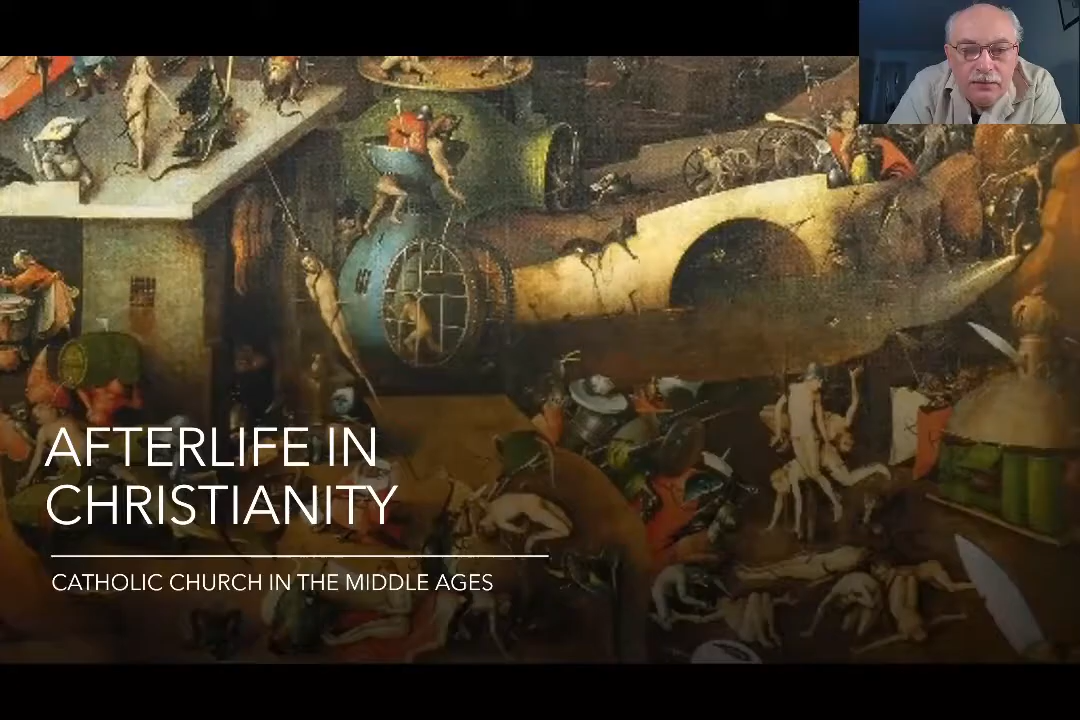 AFTERLIFE IN
CHRISTIANITY
CATHOLIC CHURCH IN THE MIDDLE AGES